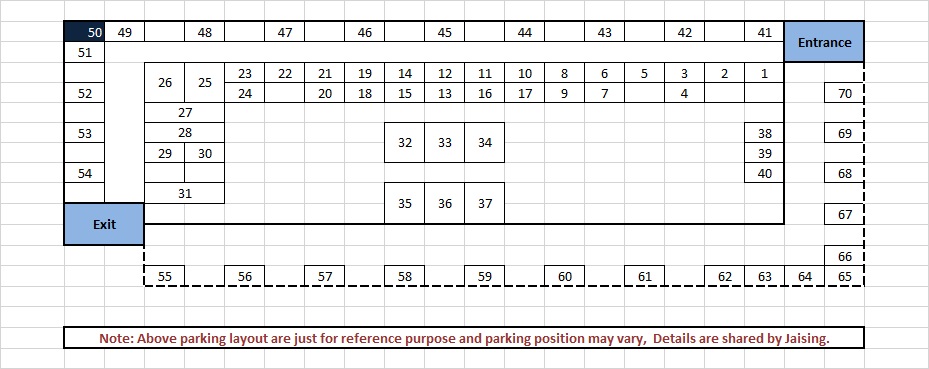 50 49 48 47 46 45 44 43 42 41 Entrance
51
26 25 23 22 21 19 14 12 11 10 8 6 5 3 2 1
52 24 20 18 15 13 16 17 9 7 4 70
27
53 28 32 33 34 38 69
29 30 39
54 40 68
31 35 36 37
Exit 67
66
55 56 57 58 59 60 61 62 63 64 65
Note: Above parking layout are just for reference purpose and parking position may vary, Details are shared by Jaising.